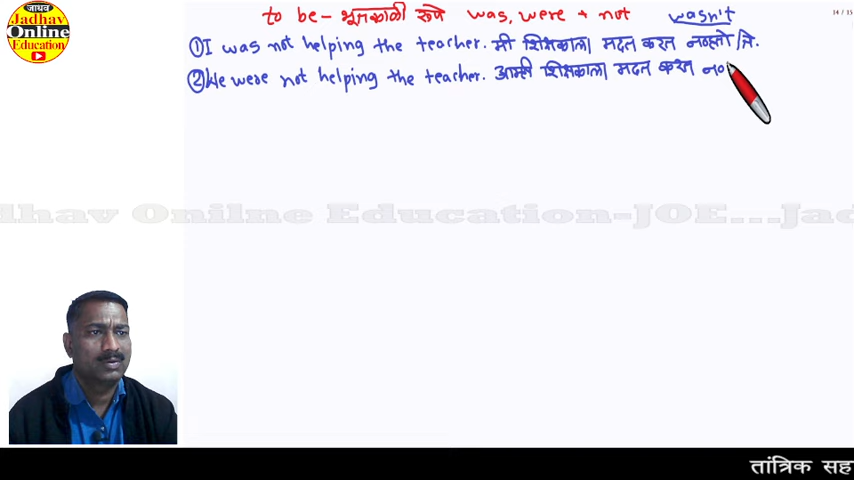 जाधव
Jadhav
Online
Education
to be - भूतकाळी रूपे was, were + not wasn't
14 / 15
① I was not helping the teacher. मी शिक्षकाला मदत करत नव्हतो/ते.
② We were not helping the teacher. आम्ही शिक्षकाला मदत करत नव
dhav Onilne Education-JOE...Jad
तांत्रिक सह